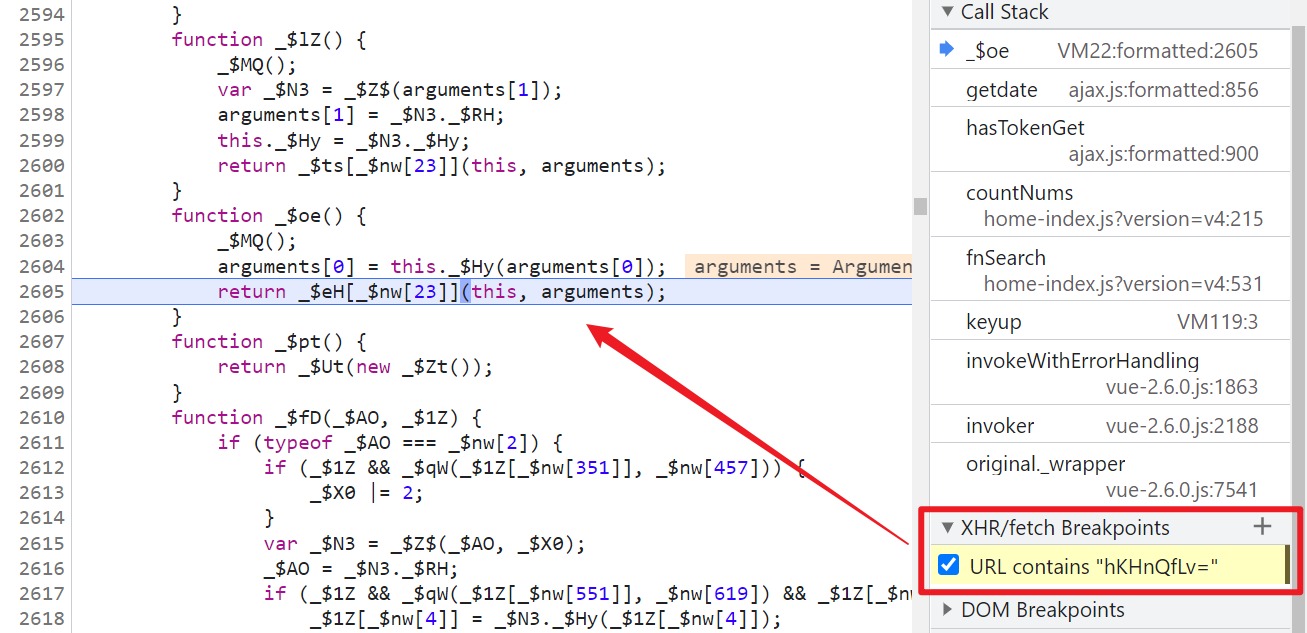 2594 }
2595 function _$lZ() {
2596 _$MQ();
2597 var _$N3 = _$Z$(arguments[1]);
2598 arguments[1] = _$N3._$RH;
2599 this._$Hy = _$N3._$Hy;
2600 return _$ts[_$nw[23]](this, arguments);
2601 }
2602 function _$oe() {
2603 _$MQ();
2604 arguments[0] = this._$Hy(arguments[0]); arguments = Argumen
2605 return _$eH[_$nw[23]](this, arguments);
2606 }
2607 function _$pt() {
2608 return _$Ut(new _$Zt());
2609 }
2610 function _$fD(_$AO, _$1Z) {
2611 if (typeof _$AO === _$nw[2]) {
2612 if (_$1Z && _$qW(_$1Z[_$nw[351]], _$nw[457])) {
2613 _$X0 |= 2;
2614 }
2615 var _$N3 = _$Z$(_$AO, _$X0);
2616 _$AO = _$N3._$RH;
2617 if (_$1Z && _$qW(_$1Z[_$nw[551]], _$nw[619]) && _$1Z[_$nw
2618 _$1Z[_$nw[4]] = _$N3._$Hy(_$1Z[_$nw[4]]);
Call Stack
_$oe VM22:formatted:2605
getdate ajax.js:formatted:856
hasTokenGet
ajax.js:formatted:900
countNums
home-index.js?version=v4:215
fnSearch
home-index.js?version=v4:531
keyup VM119:3
invokeWithErrorHandling
vue-2.6.0.js:1863
invoker vue-2.6.0.js:2188
original._wrapper
vue-2.6.0.js:7541
XHR/fetch Breakpoints +
URL contains "hKHnQfLv="
DOM Breakpoints